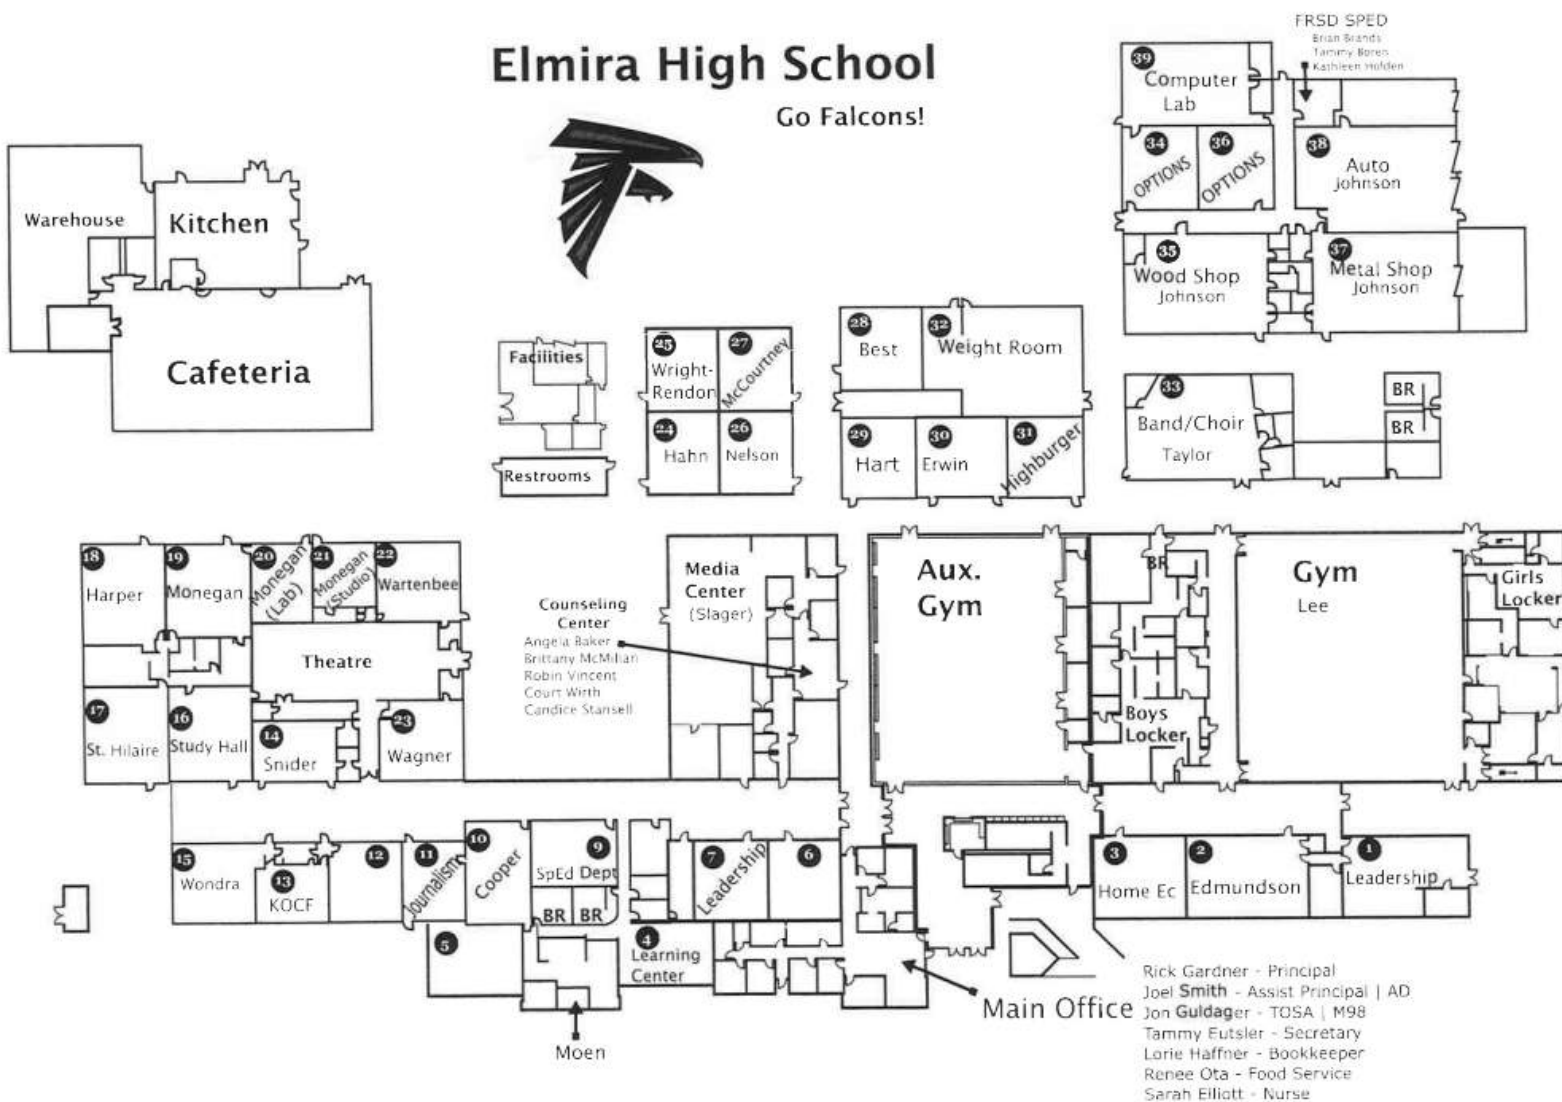 Elmira High School
Go Falcons!
FRSD SPED
Brian Brands
Tammy Boren
Kathleen Holden
39
Computer
Lab
34
OPTIONS
36
OPTIONS
38
Auto
Johnson
35
Wood Shop
Johnson
37
Metal Shop
Johnson
Warehouse
Kitchen
Cafeteria
Facilities
Restrooms
25
Wright-
Rendon
27
McCourtney
24
Hahn
26
Nelson
28
Best
32
Weight Room
29
Hart
30
Erwin
31
Highburger
33
Band/Choir
Taylor
BR
BR
18
Harper
19
Monegan
20
Monegan
(Lab)
21
Monegan
(Studio)
22
Wartenbee
Theatre
17
St. Hilaire
16
Study Hall
14
Snider
23
Wagner
Counseling
Center
Angela Baker
Brittany McMillan
Robin Vincent
Court Wirth
Candice Stansell
Media
Center
(Slager)
Aux.
Gym
BR
Boys
Locker
Gym
Lee
Girls
Locker
15
Wondra
13
KOCF
12
11
Journalism
10
Cooper
9
SpEd Dept
BR
BR
7
Leadership
6
3
Home Ec
2
Edmundson
1
Leadership
5
4
Learning
Center
Moen
Main Office
Rick Gardner - Principal
Joel Smith - Assist Principal | AD
Jon Guldager - TOSA | M98
Tammy Eutsler - Secretary
Lorie Haffner - Bookkeeper
Renee Ota - Food Service
Sarah Elliott - Nurse